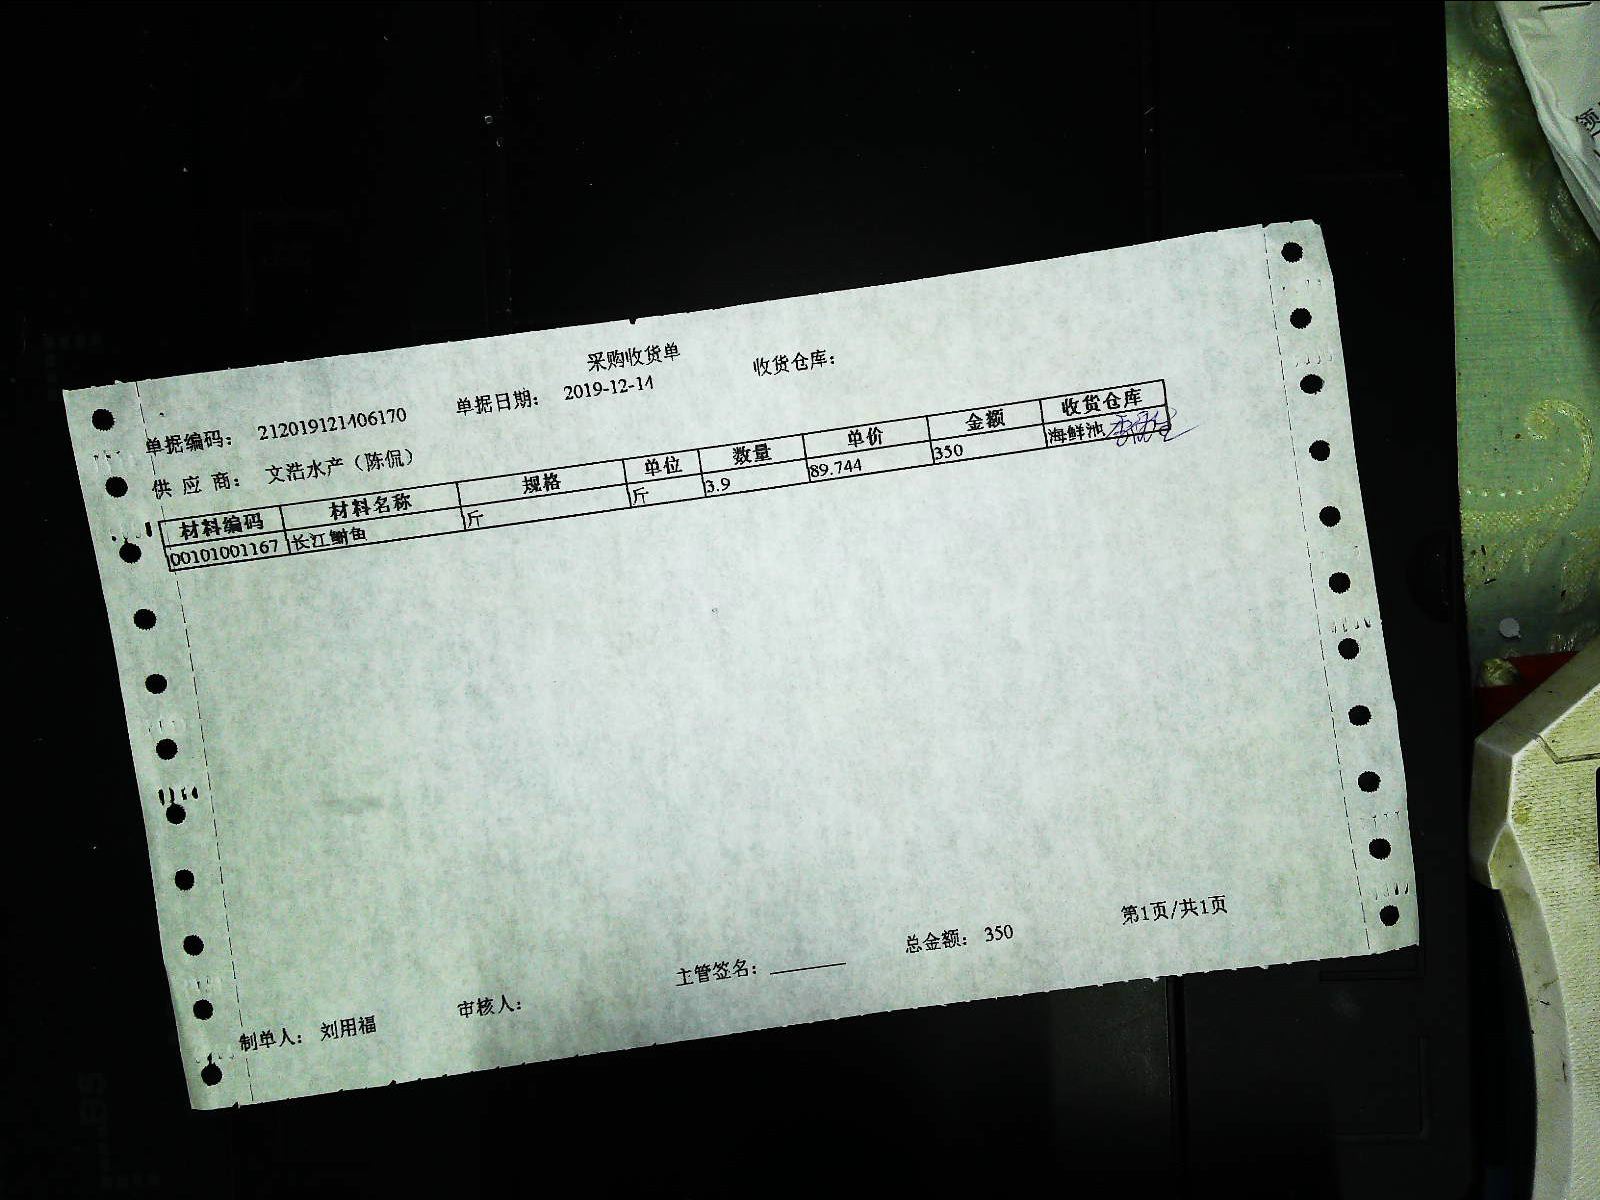 采购收货单
单据编码： 212019121406170 单据日期： 2019-12-14 收货仓库：
供 应 商： 文浩水产（陈侃）
材料编码 材料名称 规格 单位 数量 单价 金额 收货仓库
00101001167 长江鮰鱼 斤 斤 3.9 89.744 350 海鲜池
主管签名： 总金额： 350 第1页/共1页
制单人： 刘用福 审核人：